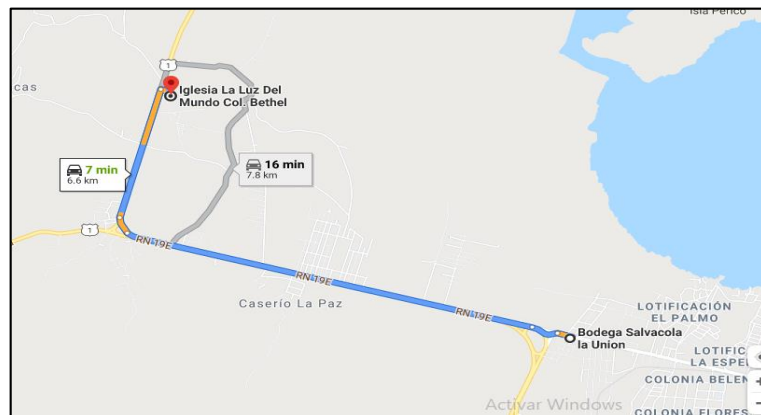 Isla Perico
1
Iglesia La Luz Del
Mundo Col. Bethel
cas
7 min
6.6 km
16 min
7.8 km
1
RN 19E
RN 19E
Caserío La Paz
RN 19E
LOTIFICACIÓN
EL PALMO
Bodega Salvacola
la Union
LOTIF
LA ESPE
COLONIA BELEN
Activar Windows
COLONIA FLORES